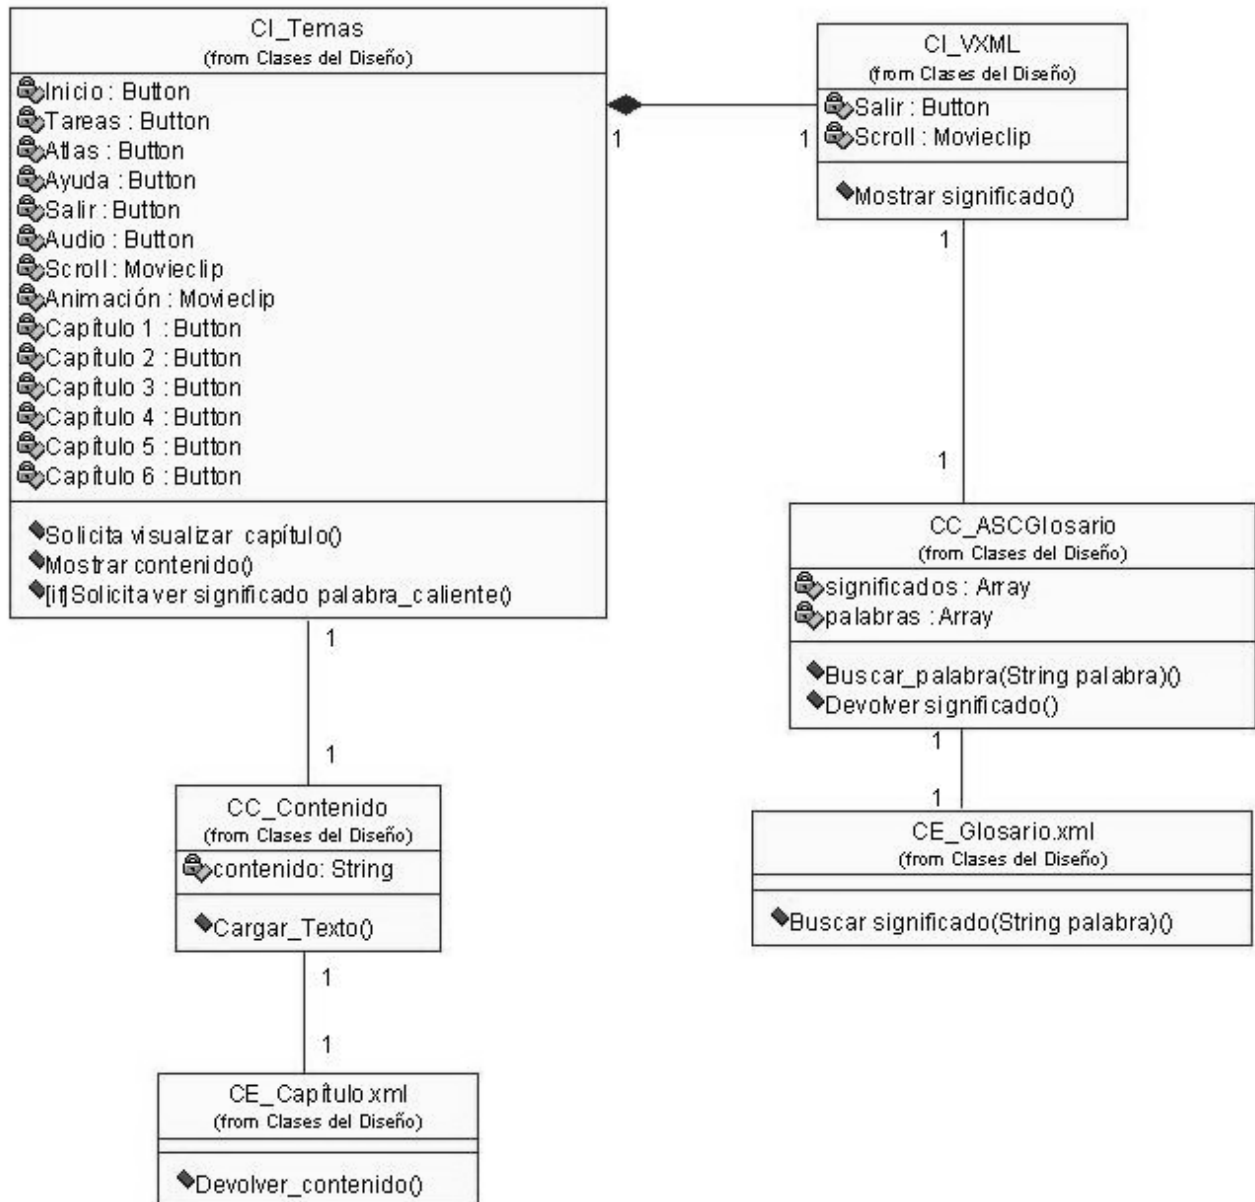 CI_Temas
(from Clases del Diseño)
Inicio : Button
Tareas : Button
Atlas : Button
Ayuda : Button
Salir : Button
Audio : Button
Scroll : Movieclip
Animación : Movieclip
Capítulo 1 : Button
Capítulo 2 : Button
Capítulo 3 : Button
Capítulo 4 : Button
Capítulo 5 : Button
Capítulo 6 : Button
Solicita visualizar capítulo()
Mostrar contenido()
[if]Solicita ver significado palabra_caliente()
1
1
CI_VXML
(from Clases del Diseño)
Salir : Button
Scroll : Movieclip
Mostrar significado()
1
1
CC_ASCGlosario
(from Clases del Diseño)
significados : Array
palabras : Array
Buscar_palabra(String palabra)()
Devolver significado()
1
1
CE_Glosario.xml
(from Clases del Diseño)
Buscar significado(String palabra)()
1
1
CC_Contenido
(from Clases del Diseño)
contenido: String
Cargar_Texto()
1
1
CE_Capítulo.xml
(from Clases del Diseño)
Devolver_contenido()